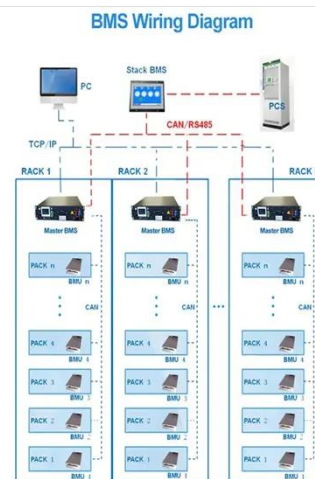 BMS Wiring Diagram
Stack BMS
PC
PCS
CAN/RS485
TCP/IP
RACK 1
RACK 2
RACK
Master BMS
Master BMS
Master BMS
PACK n
PACK n
PACK n
BMU n
BMU n
BMU n
CAN
CAN
CAN
PACK 4
PACK 4
PACK 4
BMU 4
BMU 4
BMU 4
PACK 3
PACK 3
PACK 3
BMU 3
BMU 3
BMU 3
PACK 2
PACK 2
PACK 2
BMU 2
BMU 2
BMU 2
PACK 1
PACK 1
PACK 1
BMU 1
BMU 1
BMU 1